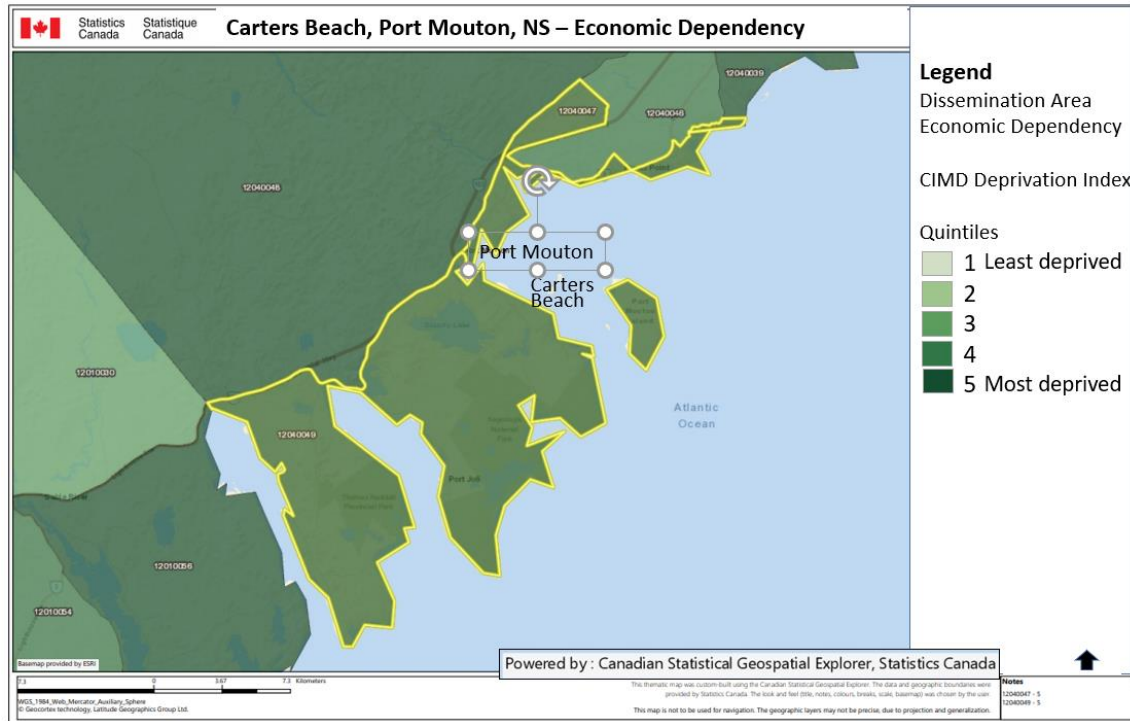 Statistics
Canada
Statistique
Canada
Carters Beach, Port Mouton, NS – Economic Dependency
Legend
Dissemination Area
Economic Dependency
CIMD Deprivation Index
Quintiles
1 Least deprived
2
3
4
5 Most deprived
12040039
12040047
12040048
Point
12040046
Port Mouton
Carters
Beach
Port
Mouton
Island
12010030
Atlantic
Ocean
12040049
Port Joli
12010056
12010054
Basemap provided by ESRI
Powered by : Canadian Statistical Geospatial Explorer, Statistics Canada
7.3 0 3.67 7.3 Kilometers
WGS_1984_Web_Mercator_Auxiliary_Sphere
© Geocortex technology, Latitude Geographics Group Ltd.
This thematic map was custom-built using the Canadian Statistical Geospatial Explorer. The data and geographic boundaries were
provided by Statistics Canada. The look and feel (title, notes, colours, breaks, scale, basemap) was chosen by the user.
This map is not to be used for navigation. The geographic layers may not be precise, due to projection and generalization.
Notes
12040047 - 5
12040049 - 5